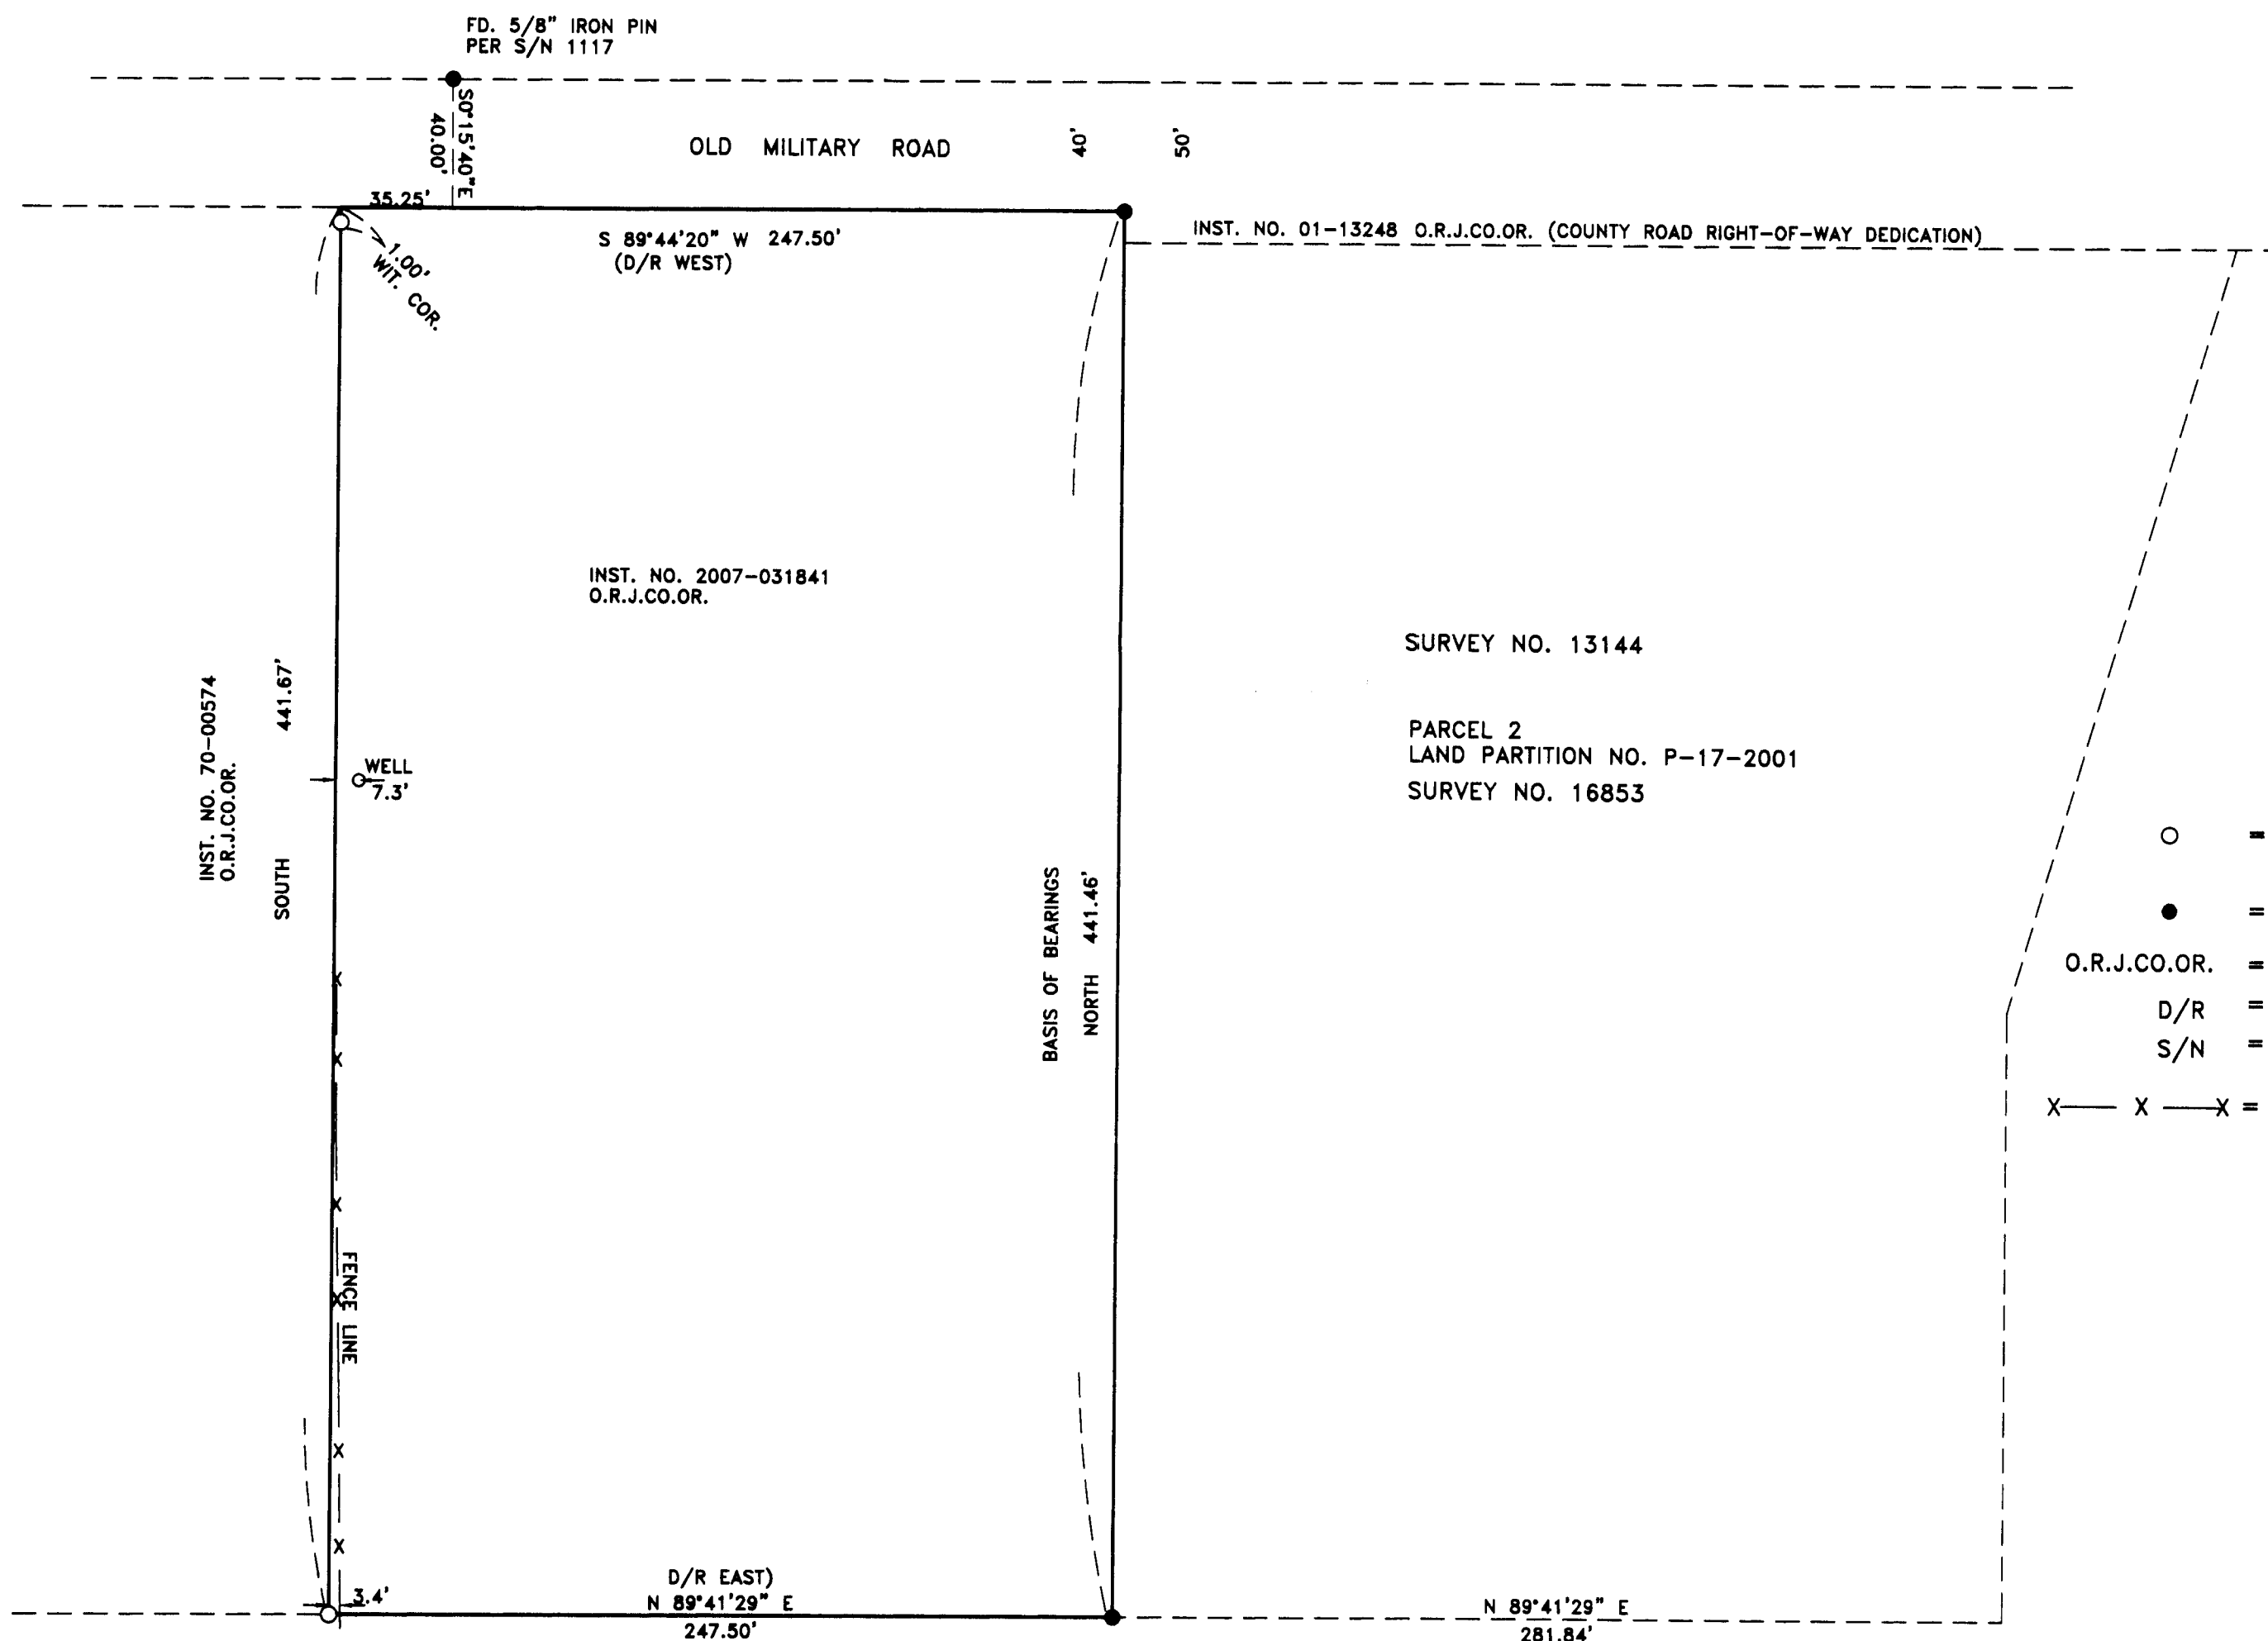 FD. 5/8" IRON PIN
PER S/N 1117
S0°15'40"E
40.00'
OLD MILITARY ROAD
40'
50'
35.25'
S 89°44'20" W 247.50'
(D/R WEST)
INST. NO. 01-13248 O.R.J.CO.OR. (COUNTY ROAD RIGHT-OF-WAY DEDICATION)
1.00'
WIT. COR.
INST. NO. 2007-031841
O.R.J.CO.OR.
SURVEY NO. 13144
PARCEL 2
LAND PARTITION NO. P-17-2001
SURVEY NO. 16853
INST. NO. 70-00574
O.R.J.CO.OR.
SOUTH 441.67'
WELL
7.3'
BASIS OF BEARINGS
NORTH 441.46'
=
=
O.R.J.CO.OR. =
D/R =
S/N =
X X X =
X
X
X
X
X
X
FENCE LINE
3.4'
D/R EAST)
N 89°41'29" E
247.50'
N 89°41'29" E
281.84'